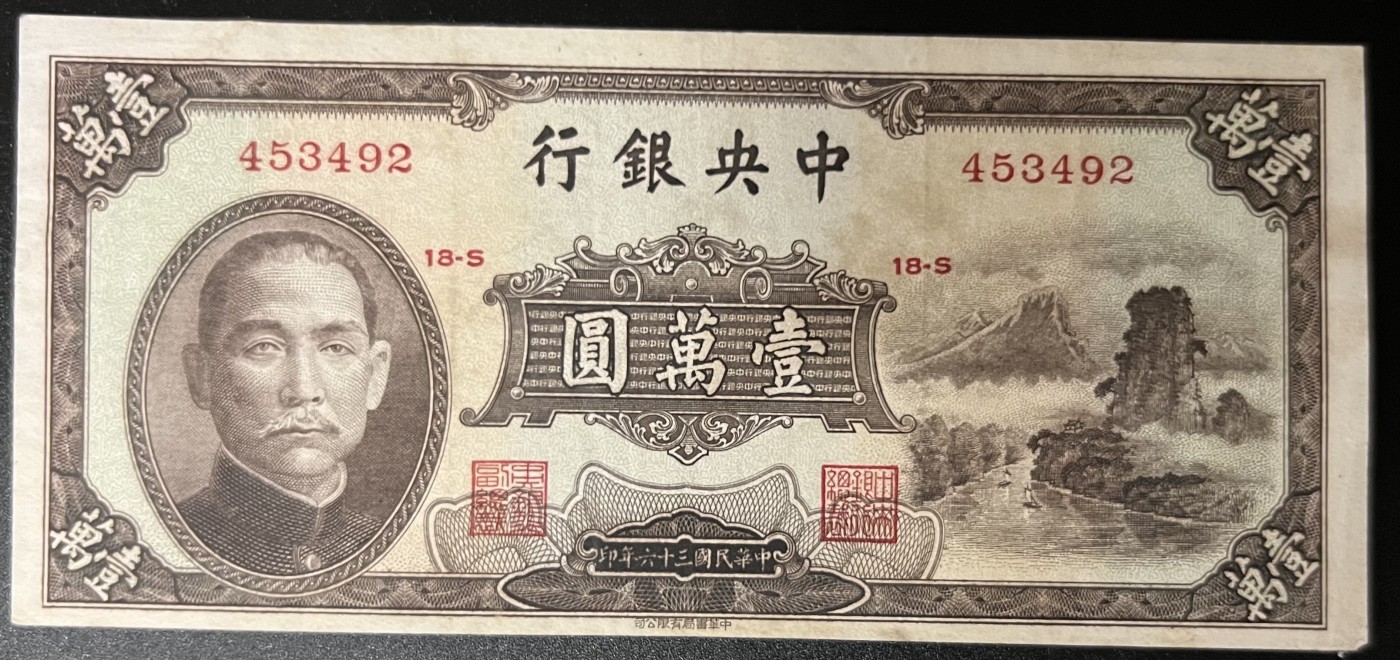 壹萬
壹萬
中央銀行
453492
453492
18-S
18-S
壹萬圓
中華民國三十六年印
壹萬
壹萬
中華書局有限公司